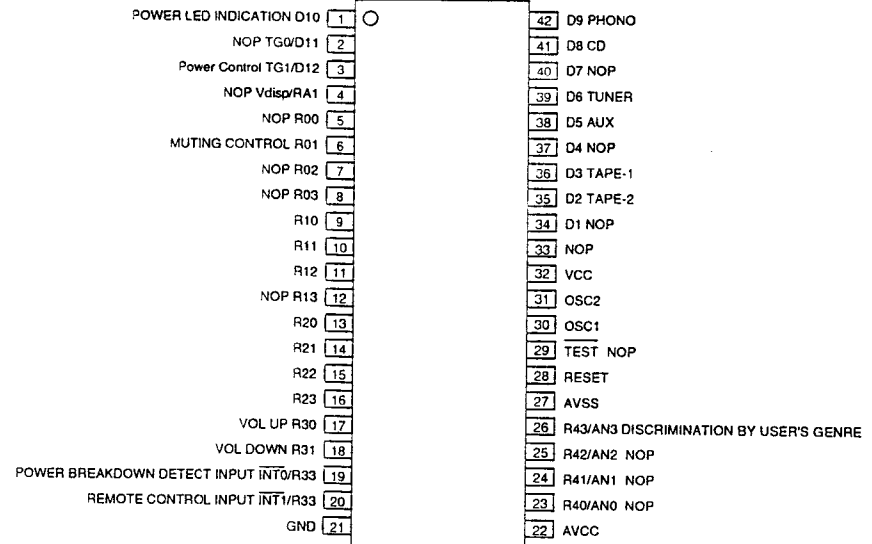 POWER LED INDICATION D10 1
NOP TG0/D11 2
Power Control TG1/D12 3
NOP Vdisp/RA1 4
NOP R00 5
MUTING CONTROL R01 6
NOP R02 7
NOP R03 8
R10 9
R11 10
R12 11
NOP R13 12
R20 13
R21 14
R22 15
R23 16
VOL UP R30 17
VOL DOWN R31 18
POWER BREAKDOWN DETECT INPUT INT0/R33 19
REMOTE CONTROL INPUT INT1/R33 20
GND 21
42 D9 PHONO
41 D8 CD
40 D7 NOP
39 D6 TUNER
38 D5 AUX
37 D4 NOP
36 D3 TAPE-1
35 D2 TAPE-2
34 D1 NOP
33 NOP
32 VCC
31 OSC2
30 OSC1
29 TEST NOP
28 RESET
27 AVSS
26 R43/AN3 DISCRIMINATION BY USER'S GENRE
25 R42/AN2 NOP
24 R41/AN1 NOP
23 R40/AN0 NOP
22 AVCC